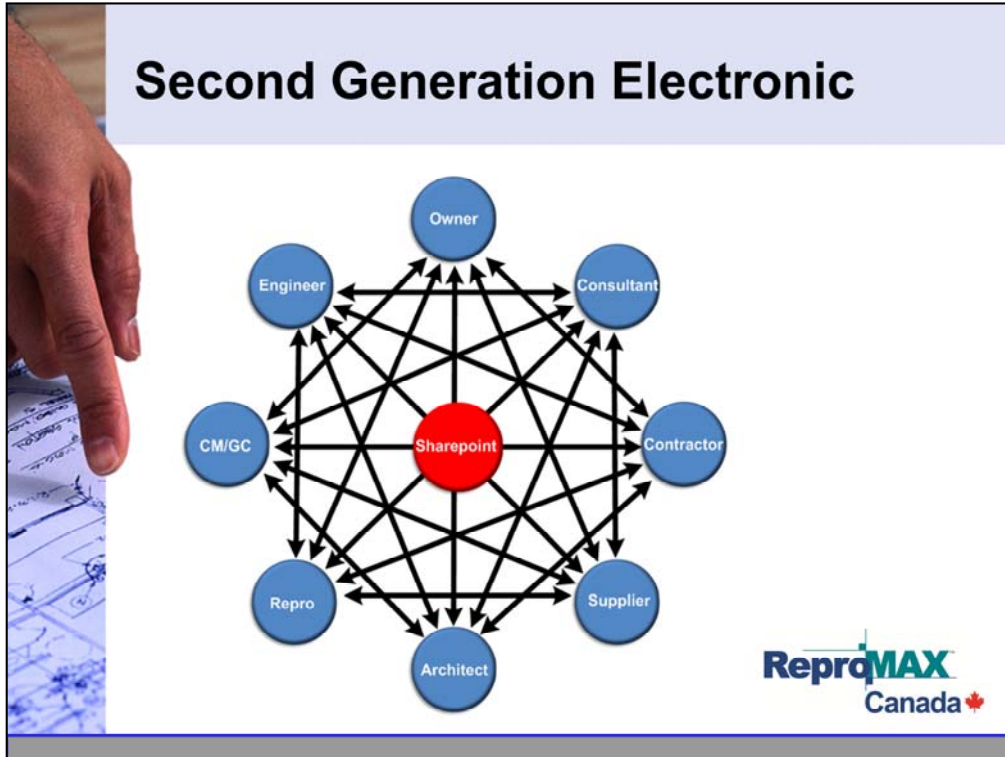 Second Generation Electronic
Owner
Engineer
Consultant
CM/GC
Sharepoint
Contractor
Repro
Supplier
Architect
ReproMAX
Canada